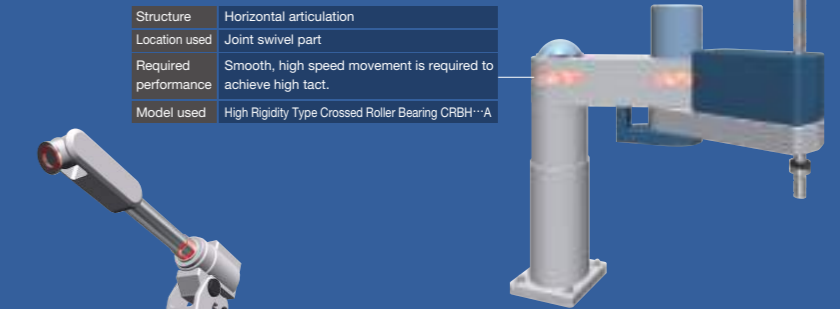 Structure Horizontal articulation
Location used Joint swivel part
Required Smooth, high speed movement is required to
performance achieve high tact.
Model used High Rigidity Type Crossed Roller Bearing CRBH…A